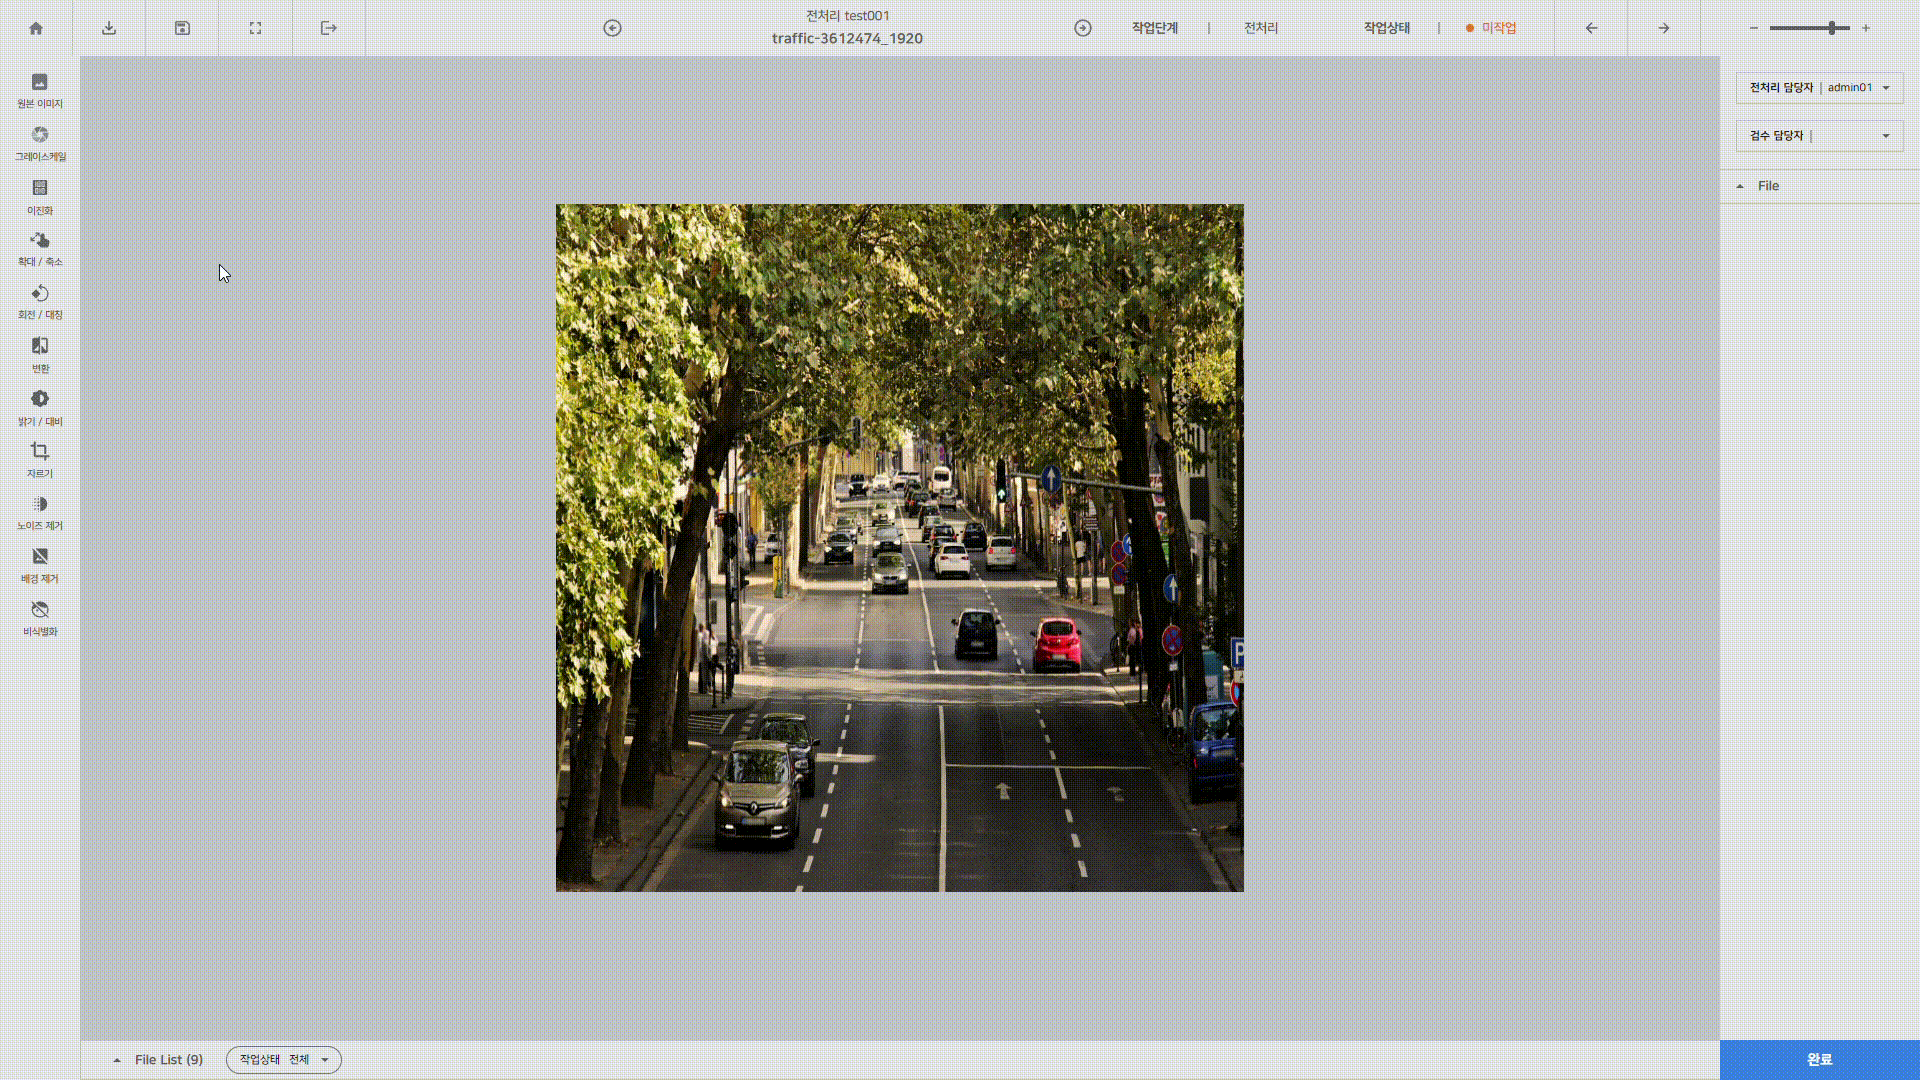 전처리 test001
traffic-3612474_1920
작업단계 | 전처리
작업상태 | 미작업
원본 이미지
그레이스케일
이진화
확대 / 축소
회전 / 대칭
변환
밝기 / 대비
자르기
노이즈 제거
배경 제거
비식별화
전처리 담당자 | admin01
검수 담당자 |
File
P
File List (9)
작업상태 전체
완료